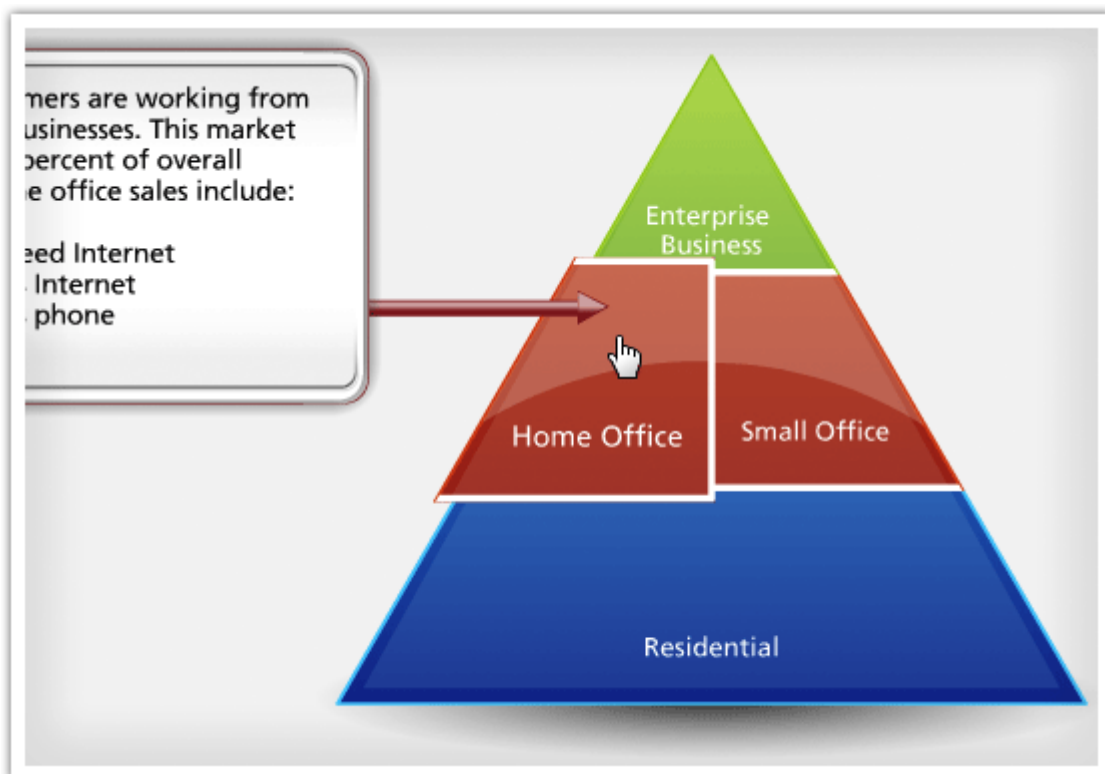 mers are working from
usinesses. This market
percent of overall
e office sales include:
eed Internet
Internet
phone
Enterprise
Business
Home Office
Small Office
Residential